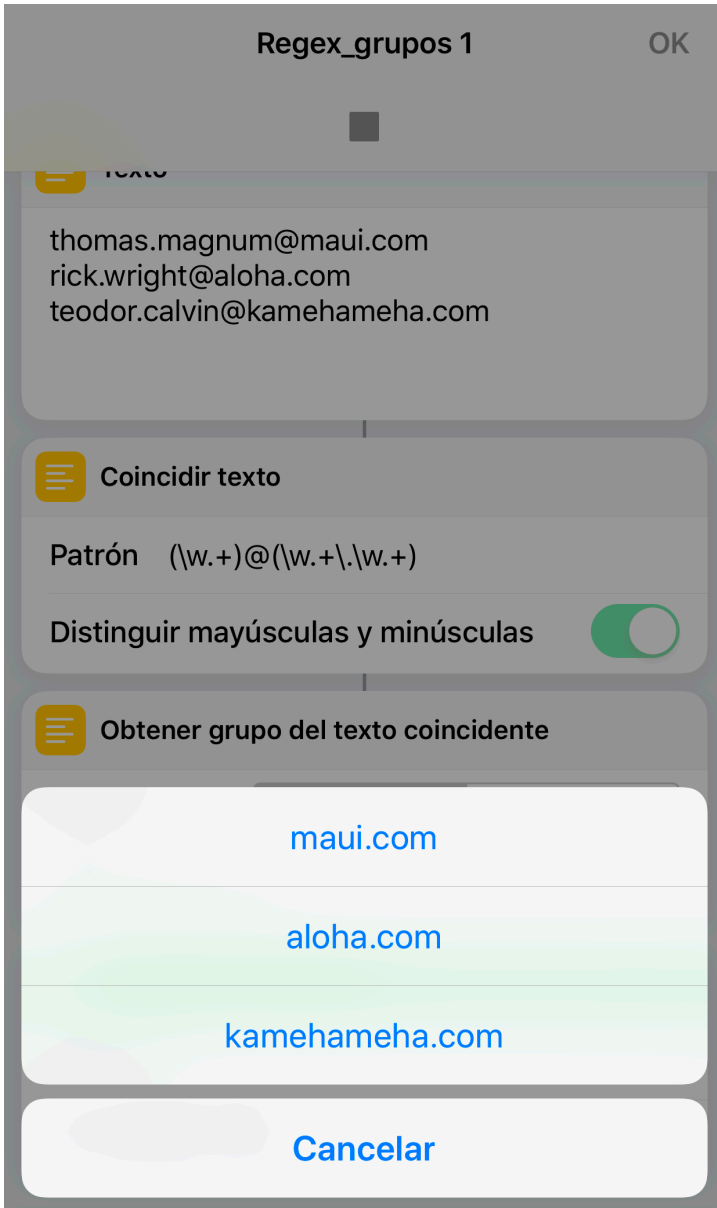 Regex_grupos 1
OK
Texto
thomas.magnum@maui.com
rick.wright@aloha.com
teodor.calvin@kamehameha.com
Coincidir texto
Patrón (\w.+)@(\w.+\.\w.+)
Distinguir mayúsculas y minúsculas
Obtener grupo del texto coincidente
maui.com
aloha.com
kamehameha.com
Cancelar